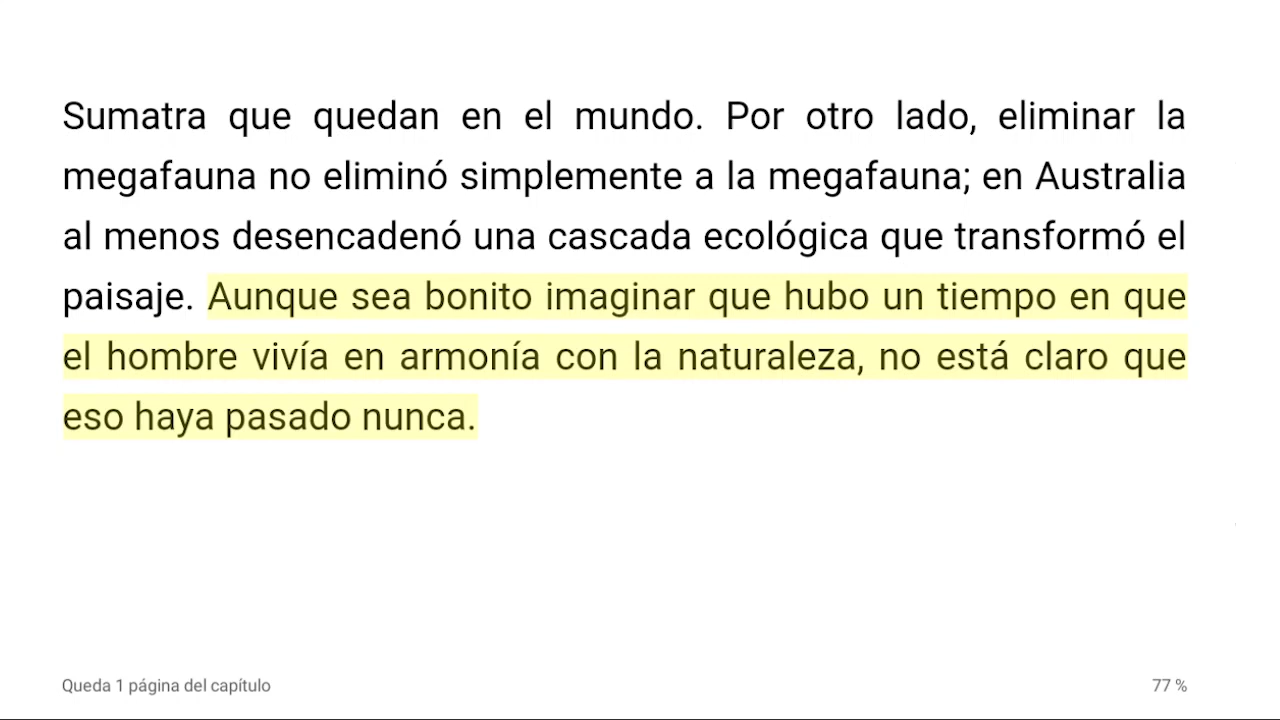 Sumatra que quedan en el mundo. Por otro lado, eliminar la
megafauna no eliminó simplemente a la megafauna; en Australia
al menos desencadenó una cascada ecológica que transformó el
paisaje. Aunque sea bonito imaginar que hubo un tiempo en que
el hombre vivía en armonía con la naturaleza, no está claro que
eso haya pasado nunca.
Queda 1 página del capítulo
77 %